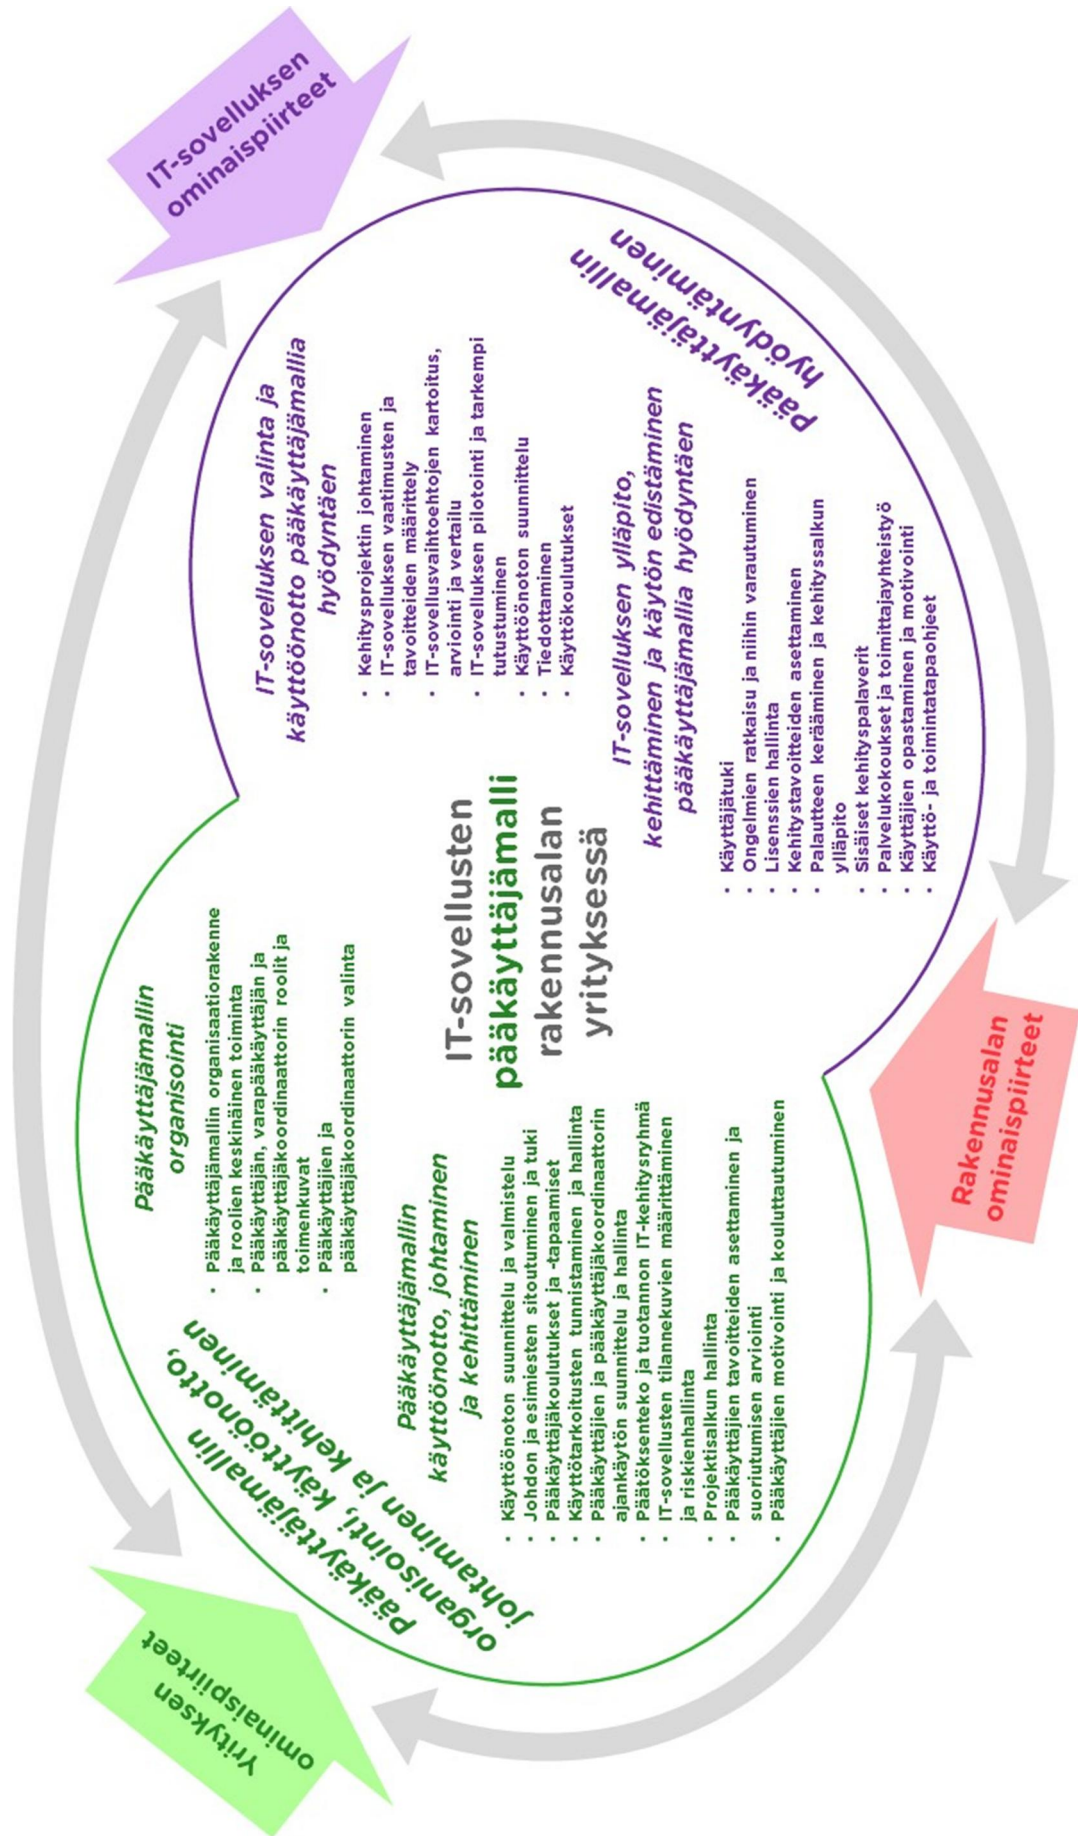 IT-sovellusten
pääkäyttäjämalli
rakennusalan
yrityksessä
Yrityksen
ominaispiirteet
IT-sovelluksen
ominaispiirteet
Rakennusalan
ominaispiirteet
Pääkäyttäjämallin
organisointi, käyttöönotto,
johtaminen ja kehittäminen
Pääkäyttäjämallin
organisointi
• Pääkäyttäjämallin organisaatiorakenne
ja roolien keskinäinen toiminta
• Pääkäyttäjän, varapääkäyttäjän ja
pääkäyttäjäkoordinaattorin roolit ja
toimenkuvat
• Pääkäyttäjien ja
pääkäyttäjäkoordinaattorin valinta
Pääkäyttäjämallin
käyttöönotto, johtaminen
ja kehittäminen
• Käyttöönoton suunnittelu ja valmistelu
• Johdon ja esimiesten sitoutuminen ja tuki
• Pääkäyttäjäkoulutukset ja -tapaamiset
• Käyttötarkoitusten tunnistaminen ja hallinta
• Pääkäyttäjien ja pääkäyttäjäkoordinaattorin
ajankäytön suunnittelu ja hallinta
• Päätöksenteko ja tuotannon IT-kehitysryhmä
• IT-sovellusten tilannekuvien määrittäminen
ja riskienhallinta
• Projektisalkun hallinta
• Pääkäyttäjien tavoitteiden asettaminen ja
suoriutumisen arviointi
• Pääkäyttäjien motivointi ja kouluttautuminen
IT-sovelluksen valinta ja
käyttöönotto pääkäyttäjämallia
hyödyntäen
• Kehitysprojektin johtaminen
• IT-sovelluksen vaatimusten ja
tavoitteiden määrittely
• IT-sovellusvaihtoehtojen kartoitus,
arviointi ja vertailu
• IT-sovelluksen pilotointi ja tarkempi
tutustuminen
• Käyttöönoton suunnittelu
• Tiedottaminen
• Käyttökoulutukset
IT-sovelluksen ylläpito,
kehittäminen ja käytön edistäminen
pääkäyttäjämallia hyödyntäen
• Käyttäjätuki
• Ongelmien ratkaisu ja niihin varautuminen
• Lisenssien hallinta
• Kehitystavoitteiden asettaminen
• Palautteen kerääminen ja kehityssalkun
ylläpito
• Sisäiset kehityspalaverit
• Palvelukokoukset ja toimittajayhteistyö
• Käyttäjien opastaminen ja motivointi
• Käyttö- ja toimintatapaohjeet
Pääkäyttäjämallin
hyödyntäminen